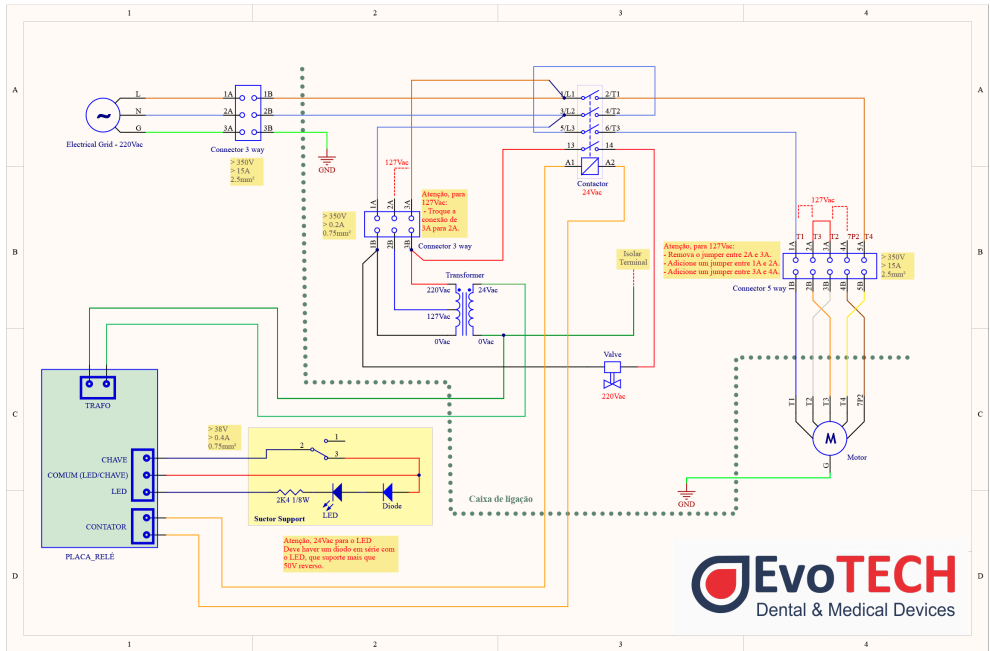 1
2
3
4
A
A
B
B
C
C
D
D
1
2
3
4
L
N
G
~
Electrical Grid - 220Vac
1A
2A
3A
1B
2B
3B
Connector 3 way
> 350V
> 15A
2.5mm²
GND
127Vac
1A
2A
3A
1B
2B
3B
> 350V
> 0.2A
0.75mm²
Atenção, para
127Vac:
- Troque a
conexão de
3A para 2A.
Connector 3 way
Transformer
220Vac
127Vac
0Vac
24Vac
0Vac
1/L1
3/L2
5/L3
13
A1
2/T1
4/T2
6/T3
14
A2
Contactor
24Vac
Isolar
Terminal
Valve
220Vac
Atenção, para 127Vac:
- Remova o jumper entre 2A e 3A.
- Adicione um jumper entre 1A e 2A.
- Adicione um jumper entre 3A e 4A.
127Vac
T1
T3
T2
7P2
T4
1A
2A
3A
4A
5A
1B
2B
3B
4B
5B
Connector 5 way
> 350V
> 15A
2.5mm²
T1
T2
T3
T4
7P2
M
Motor
G
GND
TRAFO
CHAVE
COMUM (LED/CHAVE)
LED
CONTATOR
PLACA_RELÉ
> 38V
> 0.4A
0.75mm²
1
2
3
2K4 1/8W
LED
Diode
Suctor Support
Atenção, 24Vac para o LED
Deve haver um diodo em série com
o LED, que suporte mais que
50V reverso.
Caixa de ligação
EvoTECH
Dental & Medical Devices